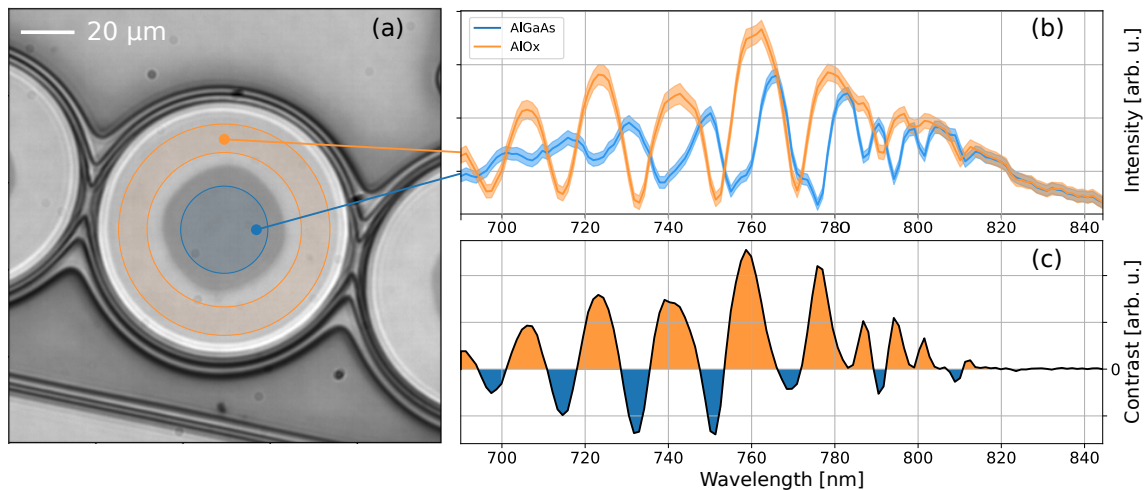 20 μm
(a)
AlGaAs
AlOx
(b)
Intensity [arb. u.]
700 720 740 760 780 800 820 840
(c)
Contrast [arb. u.]
0
700 720 740 760 780 800 820 840
Wavelength [nm]